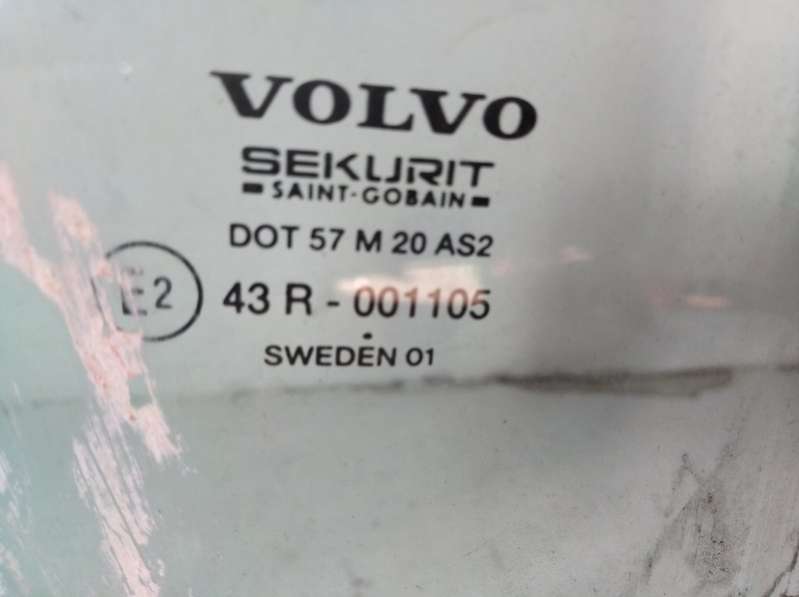 VOLVO
SEKURIT
SAINT-GOBAIN
DOT 57 M 20 AS2
E2 43 R - 001105
SWEDEN 01